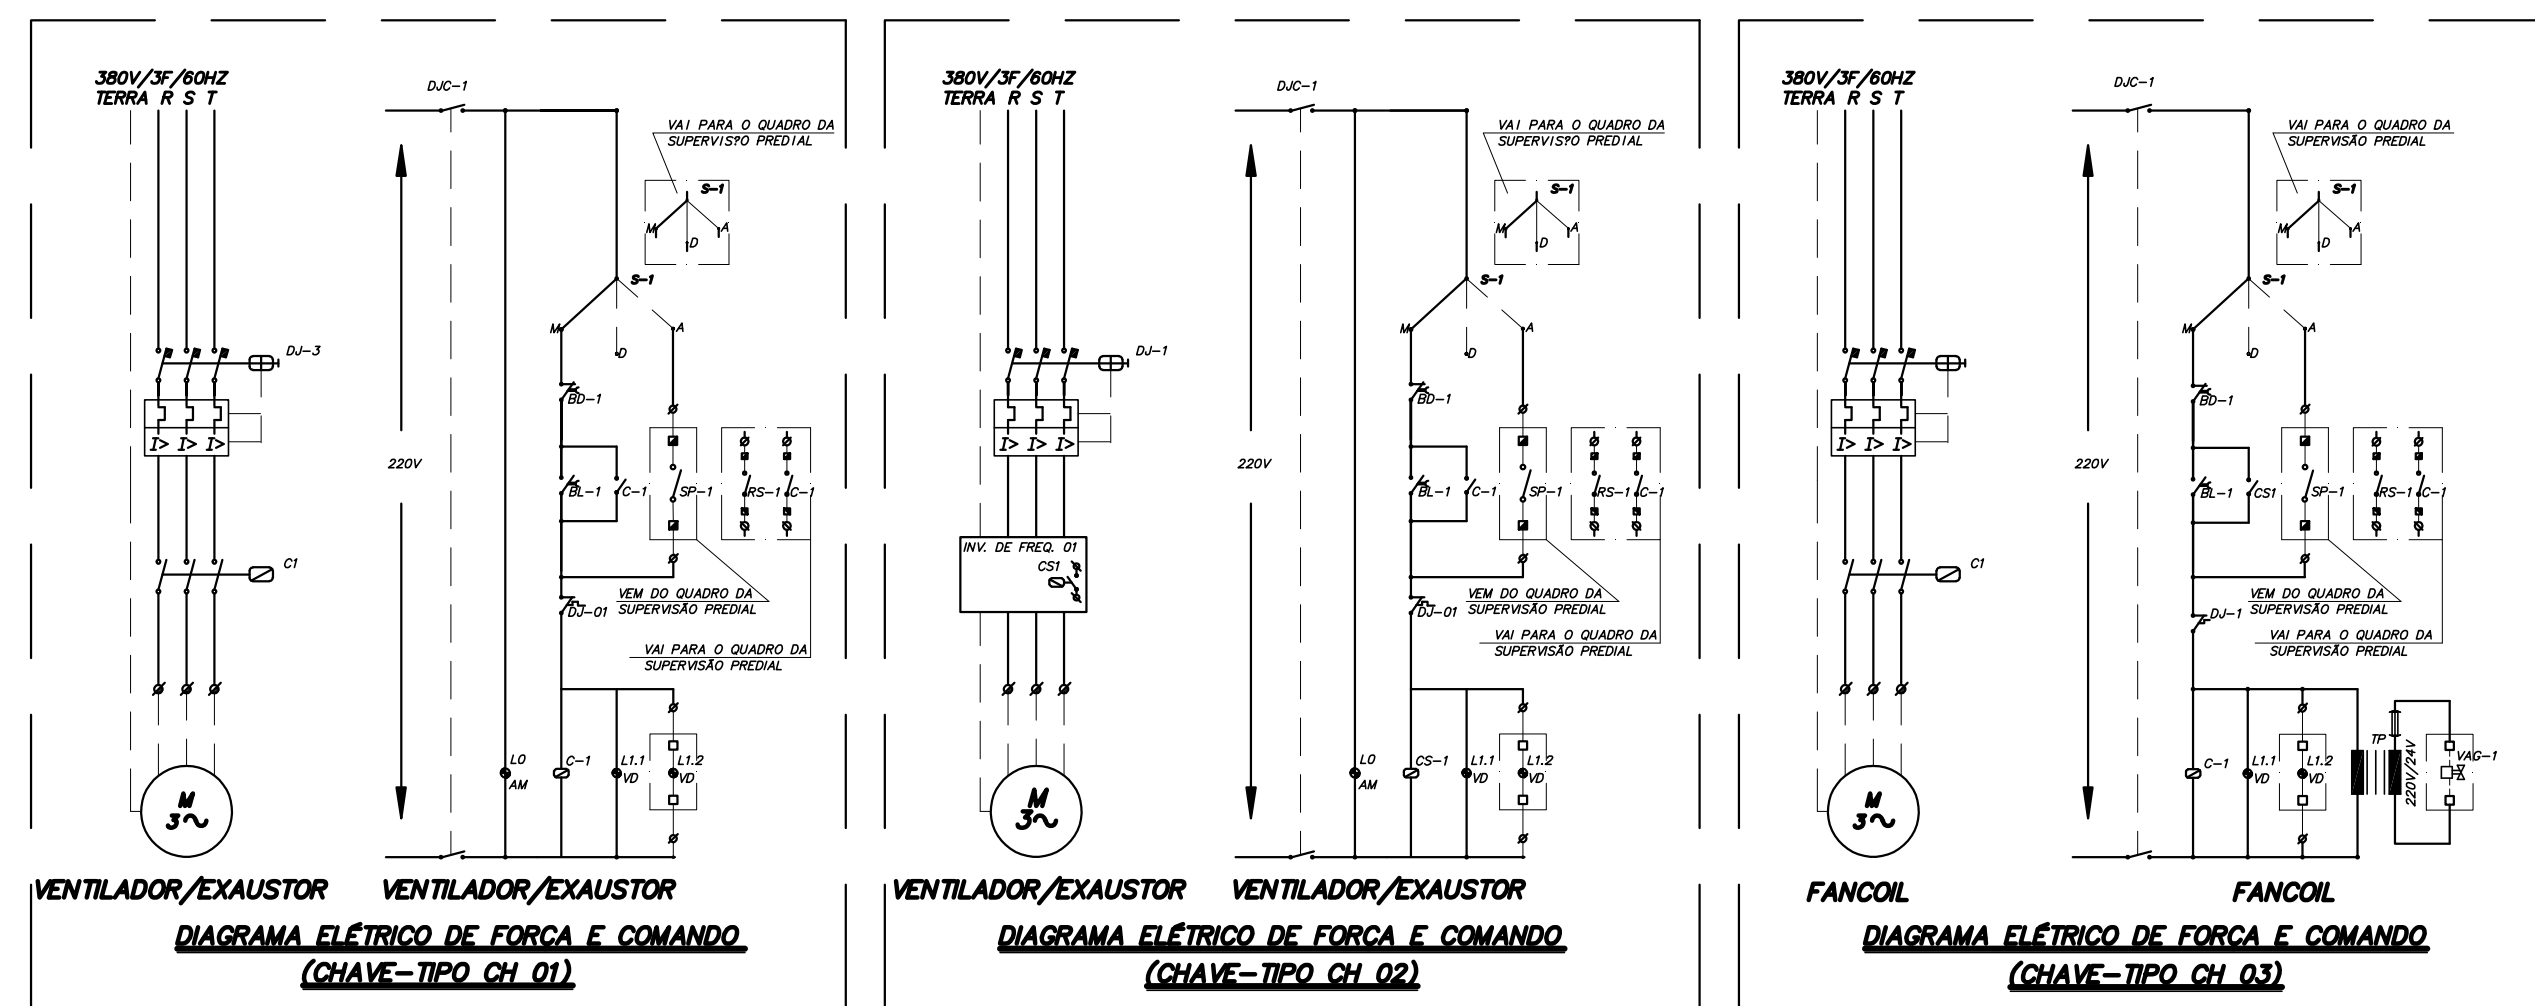 380V/3F/60HZ
TERRA R S T
DJ-3
I> I> I>
C1
M
3~
VENTILADOR/EXAUSTOR
DJC-1
220V
VAI PARA O QUADRO DA
SUPERVIS?O PREDIAL
S-1
M
A
D
S-1
M
A
D
BD-1
BL-1
C-1
SP-1
RS-1
C-1
VEM DO QUADRO DA
SUPERVISÃO PREDIAL
DJ-01
VAI PARA O QUADRO DA
SUPERVISÃO PREDIAL
LO
AM
C-1
L1.1
VD
L1.2
VD
VENTILADOR/EXAUSTOR
DIAGRAMA ELÉTRICO DE FORCA E COMANDO
(CHAVE-TIPO CH 01)
380V/3F/60HZ
TERRA R S T
DJ-1
I> I> I>
INV. DE FREQ. 01
CS1
M
3~
VENTILADOR/EXAUSTOR
DJC-1
220V
VAI PARA O QUADRO DA
SUPERVIS?O PREDIAL
S-1
M
A
D
S-1
M
A
D
BD-1
BL-1
C-1
SP-1
RS-1
C-1
VEM DO QUADRO DA
SUPERVISÃO PREDIAL
DJ-01
VAI PARA O QUADRO DA
SUPERVISÃO PREDIAL
LO
AM
CS-1
L1.1
VD
L1.2
VD
VENTILADOR/EXAUSTOR
DIAGRAMA ELÉTRICO DE FORCA E COMANDO
(CHAVE-TIPO CH 02)
380V/3F/60HZ
TERRA R S T
I> I> I>
C1
M
3~
FANCOIL
DJC-1
220V
VAI PARA O QUADRO DA
SUPERVISÃO PREDIAL
S-1
M
A
D
S-1
M
A
D
BD-1
BL-1
CS1
SP-1
RS-1
C-1
VEM DO QUADRO DA
SUPERVISÃO PREDIAL
DJ-1
VAI PARA O QUADRO DA
SUPERVISÃO PREDIAL
C-1
L1.1
VD
L1.2
VD
TP
220V/24V
VAG-1
FANCOIL
DIAGRAMA ELÉTRICO DE FORCA E COMANDO
(CHAVE-TIPO CH 03)